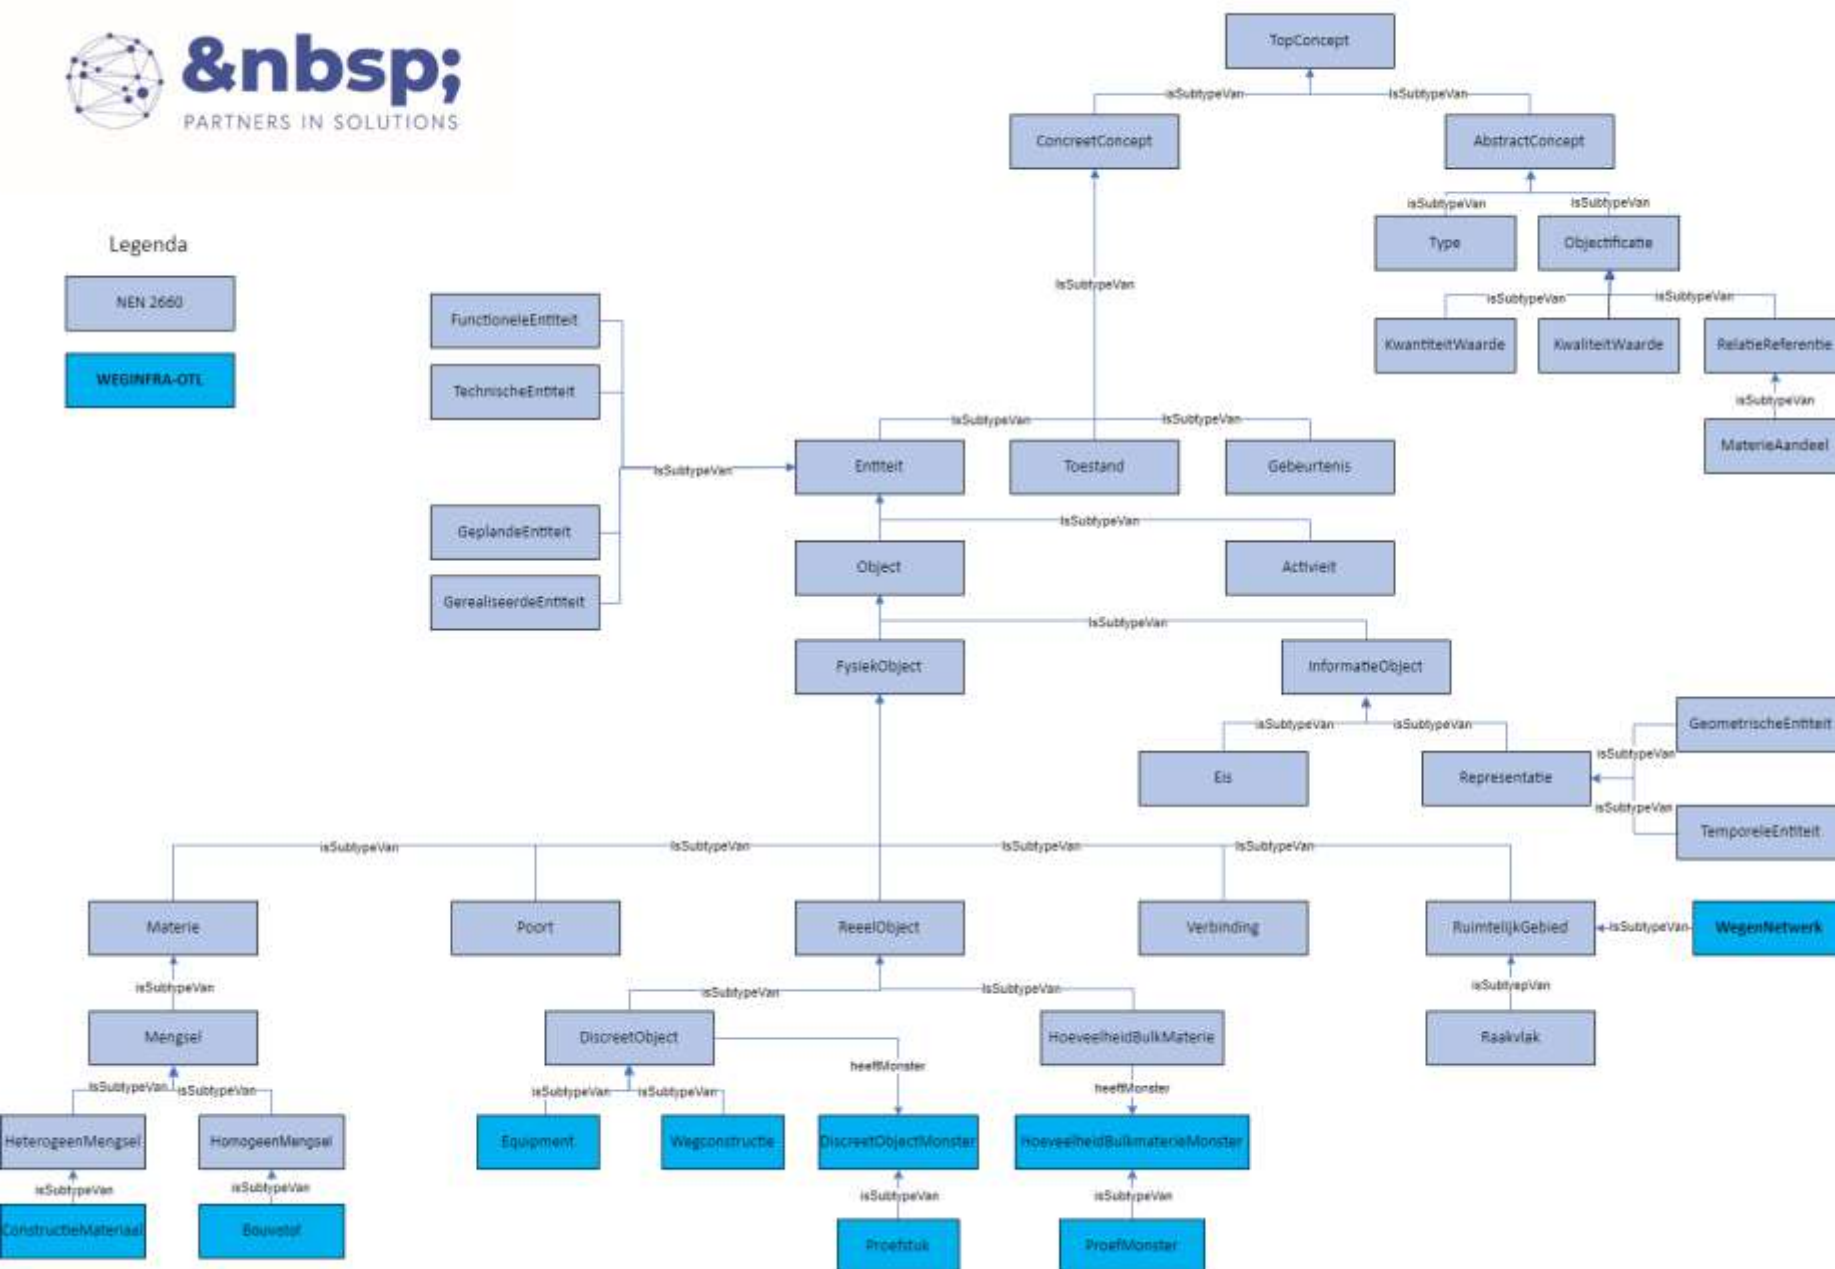 &nbsp;
PARTNERS IN SOLUTIONS
TopConcept
isSubtypeVan
isSubtypeVan
ConcreetConcept
AbstractConcept
isSubtypeVan
isSubtypeVan
Legenda
Type
Objectificatie
NEN 2660
isSubtypeVan
isSubtypeVan
isSubtypeVan
FunctioneleEntiteit
KwantiteitWaarde
KwaliteitWaarde
RelatieReferentie
WEGINFRA-OTL
TechnischeEntiteit
isSubtypeVan
isSubtypeVan
isSubtypeVan
MaterieAandeel
isSubtypeVan
Entiteit
Toestand
Gebeurtenis
isSubtypeVan
GeplandeEntiteit
Object
Activieit
GerealiseerdeEntiteit
isSubtypeVan
FysiekObject
InformatieObject
isSubtypeVan
isSubtypeVan
GeometrischeEntiteit
isSubtypeVan
Eis
Representatie
isSubtypeVan
TemporeleEntiteit
isSubtypeVan
isSubtypeVan
isSubtypeVan
isSubtypeVan
Materie
Poort
ReeelObject
Verbinding
RuimtelijkGebied
isSubtypeVan
WegenNetwerk
isSubtypeVan
isSubtypeVan
isSubtypeVan
isSubtyepVan
Mengsel
DiscreetObject
HoeveelheidBulkMaterie
Raakvlak
heeftMonster
isSubtypeVan
isSubtypeVan
isSubtypeVan
isSubtypeVan
heeftMonster
HeterogeenMengsel
HomogeenMengsel
Equipment
Wegconstructie
DiscreetObjectMonster
HoeveelheidBulkmaterieMonster
isSubtypeVan
isSubtypeVan
isSubtypeVan
isSubtypeVan
ConstructieMateriaal
Bouwstof
Proefstuk
ProefMonster